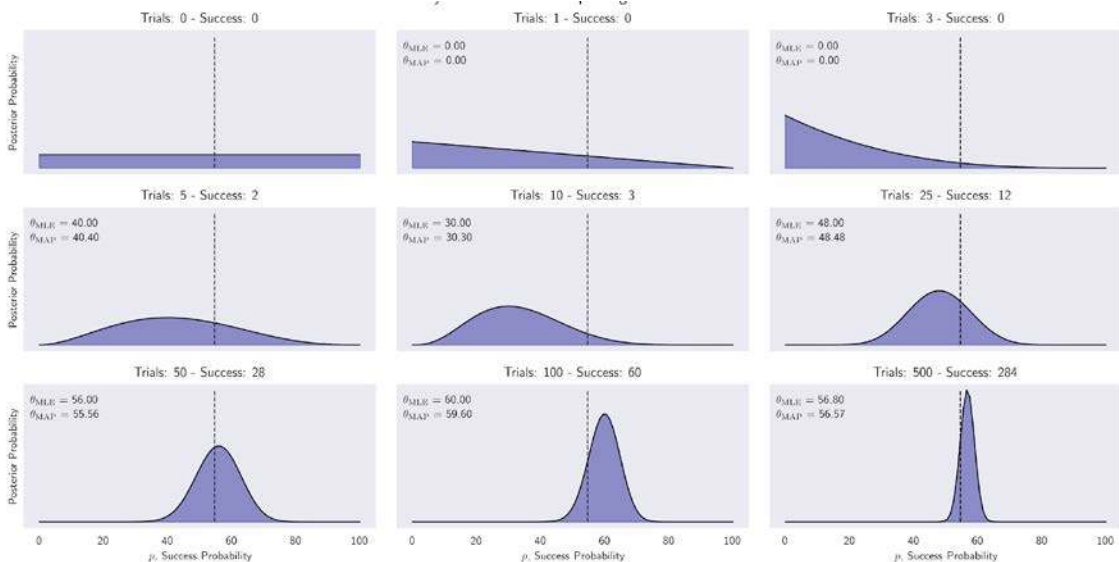 Trials: 0 - Success: 0
Trials: 1 - Success: 0
Trials: 3 - Success: 0
Posterior Probability
θMLE = 0.00
θMAP = 0.00
θMLE = 0.00
θMAP = 0.00
Trials: 5 - Success: 2
Trials: 10 - Success: 3
Trials: 25 - Success: 12
Posterior Probability
θMLE = 40.00
θMAP = 40.40
θMLE = 30.00
θMAP = 30.30
θMLE = 48.00
θMAP = 48.48
Trials: 50 - Success: 28
Trials: 100 - Success: 60
Trials: 500 - Success: 284
Posterior Probability
θMLE = 56.00
θMAP = 55.56
θMLE = 60.00
θMAP = 59.60
θMLE = 56.80
θMAP = 56.57
0 20 40 60 80 100
0 20 40 60 80 100
0 20 40 60 80 100
p, Success Probability
p, Success Probability
p, Success Probability